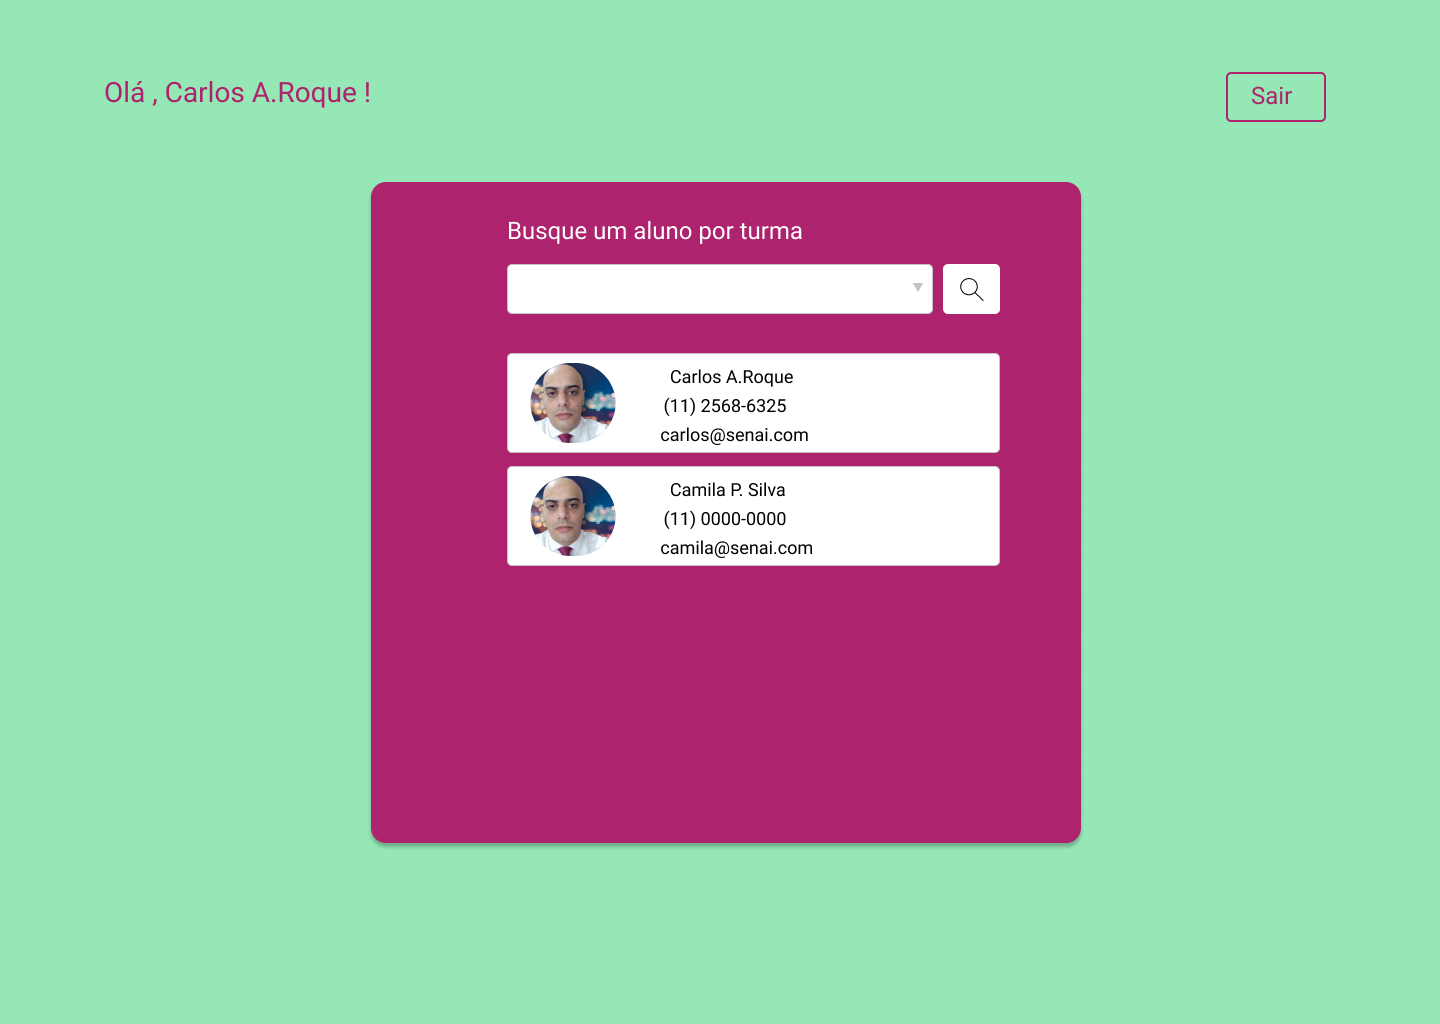 Olá , Carlos A.Roque !
Sair
Busque um aluno por turma
Carlos A.Roque
(11) 2568-6325
carlos@senai.com
Camila P. Silva
(11) 0000-0000
camila@senai.com